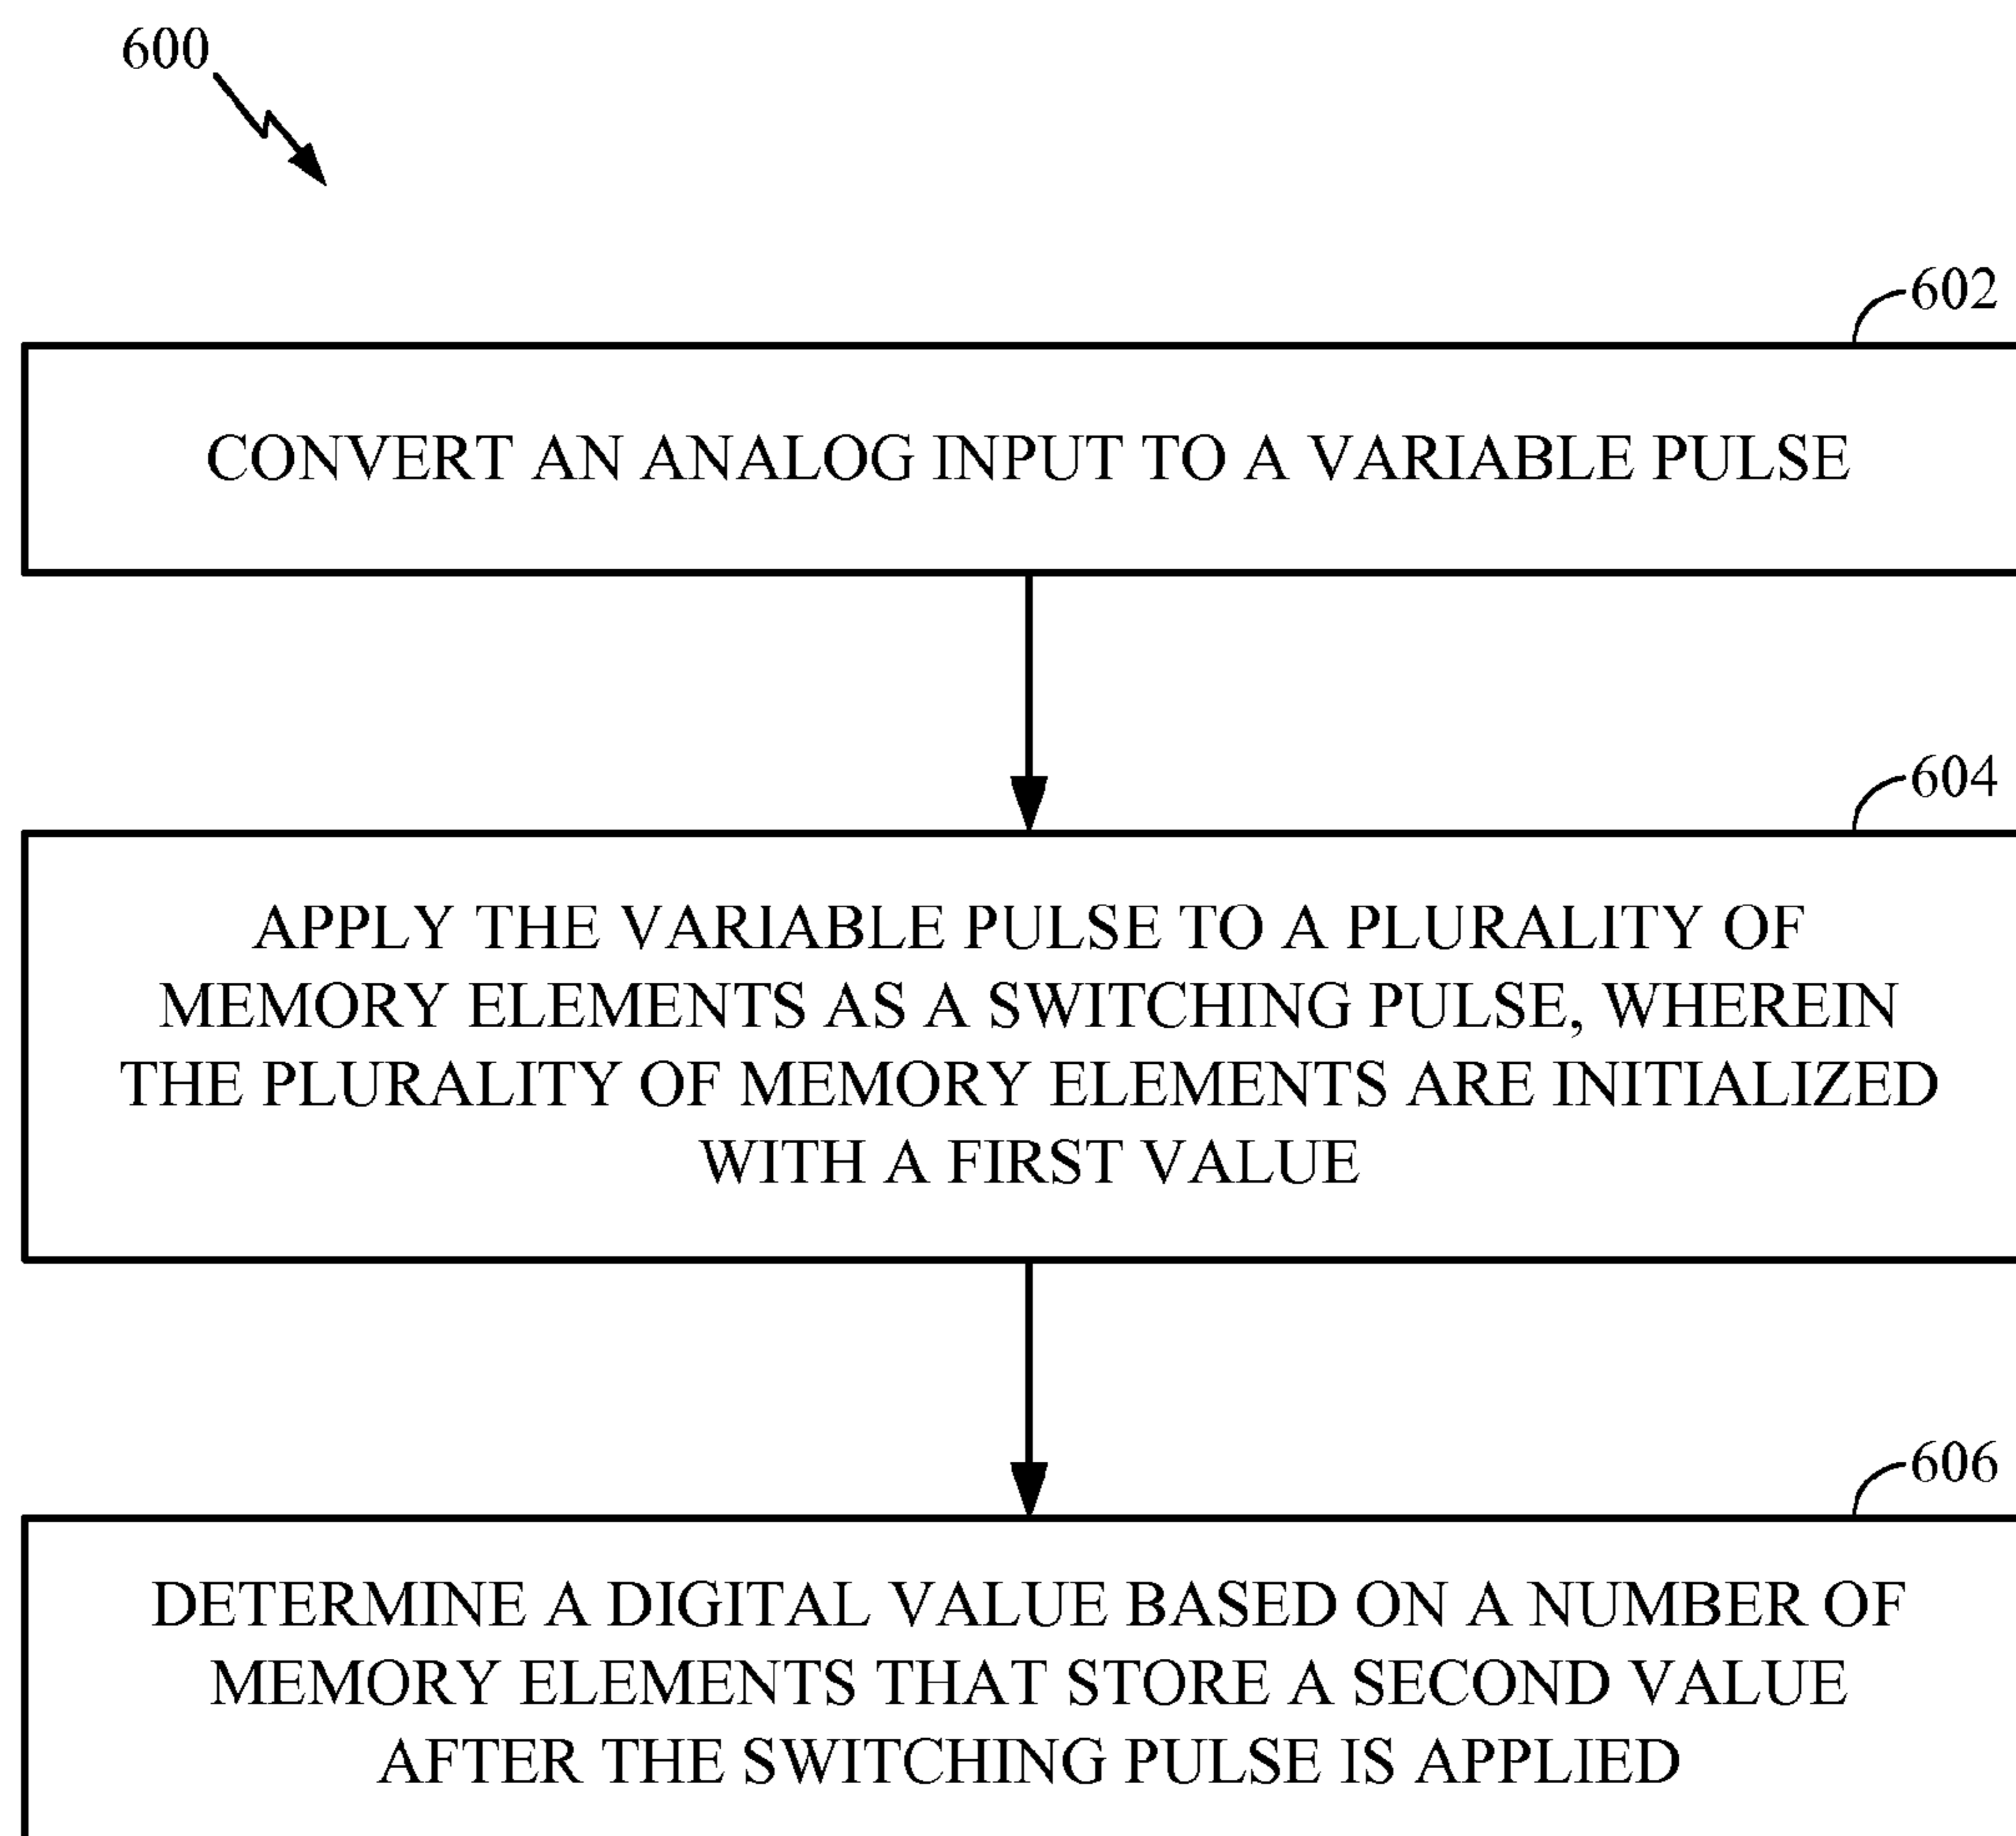 600
602
CONVERT AN ANALOG INPUT TO A VARIABLE PULSE
604
APPLY THE VARIABLE PULSE TO A PLURALITY OF
MEMORY ELEMENTS AS A SWITCHING PULSE, WHEREIN
THE PLURALITY OF MEMORY ELEMENTS ARE INITIALIZED
WITH A FIRST VALUE
606
DETERMINE A DIGITAL VALUE BASED ON A NUMBER OF
MEMORY ELEMENTS THAT STORE A SECOND VALUE
AFTER THE SWITCHING PULSE IS APPLIED